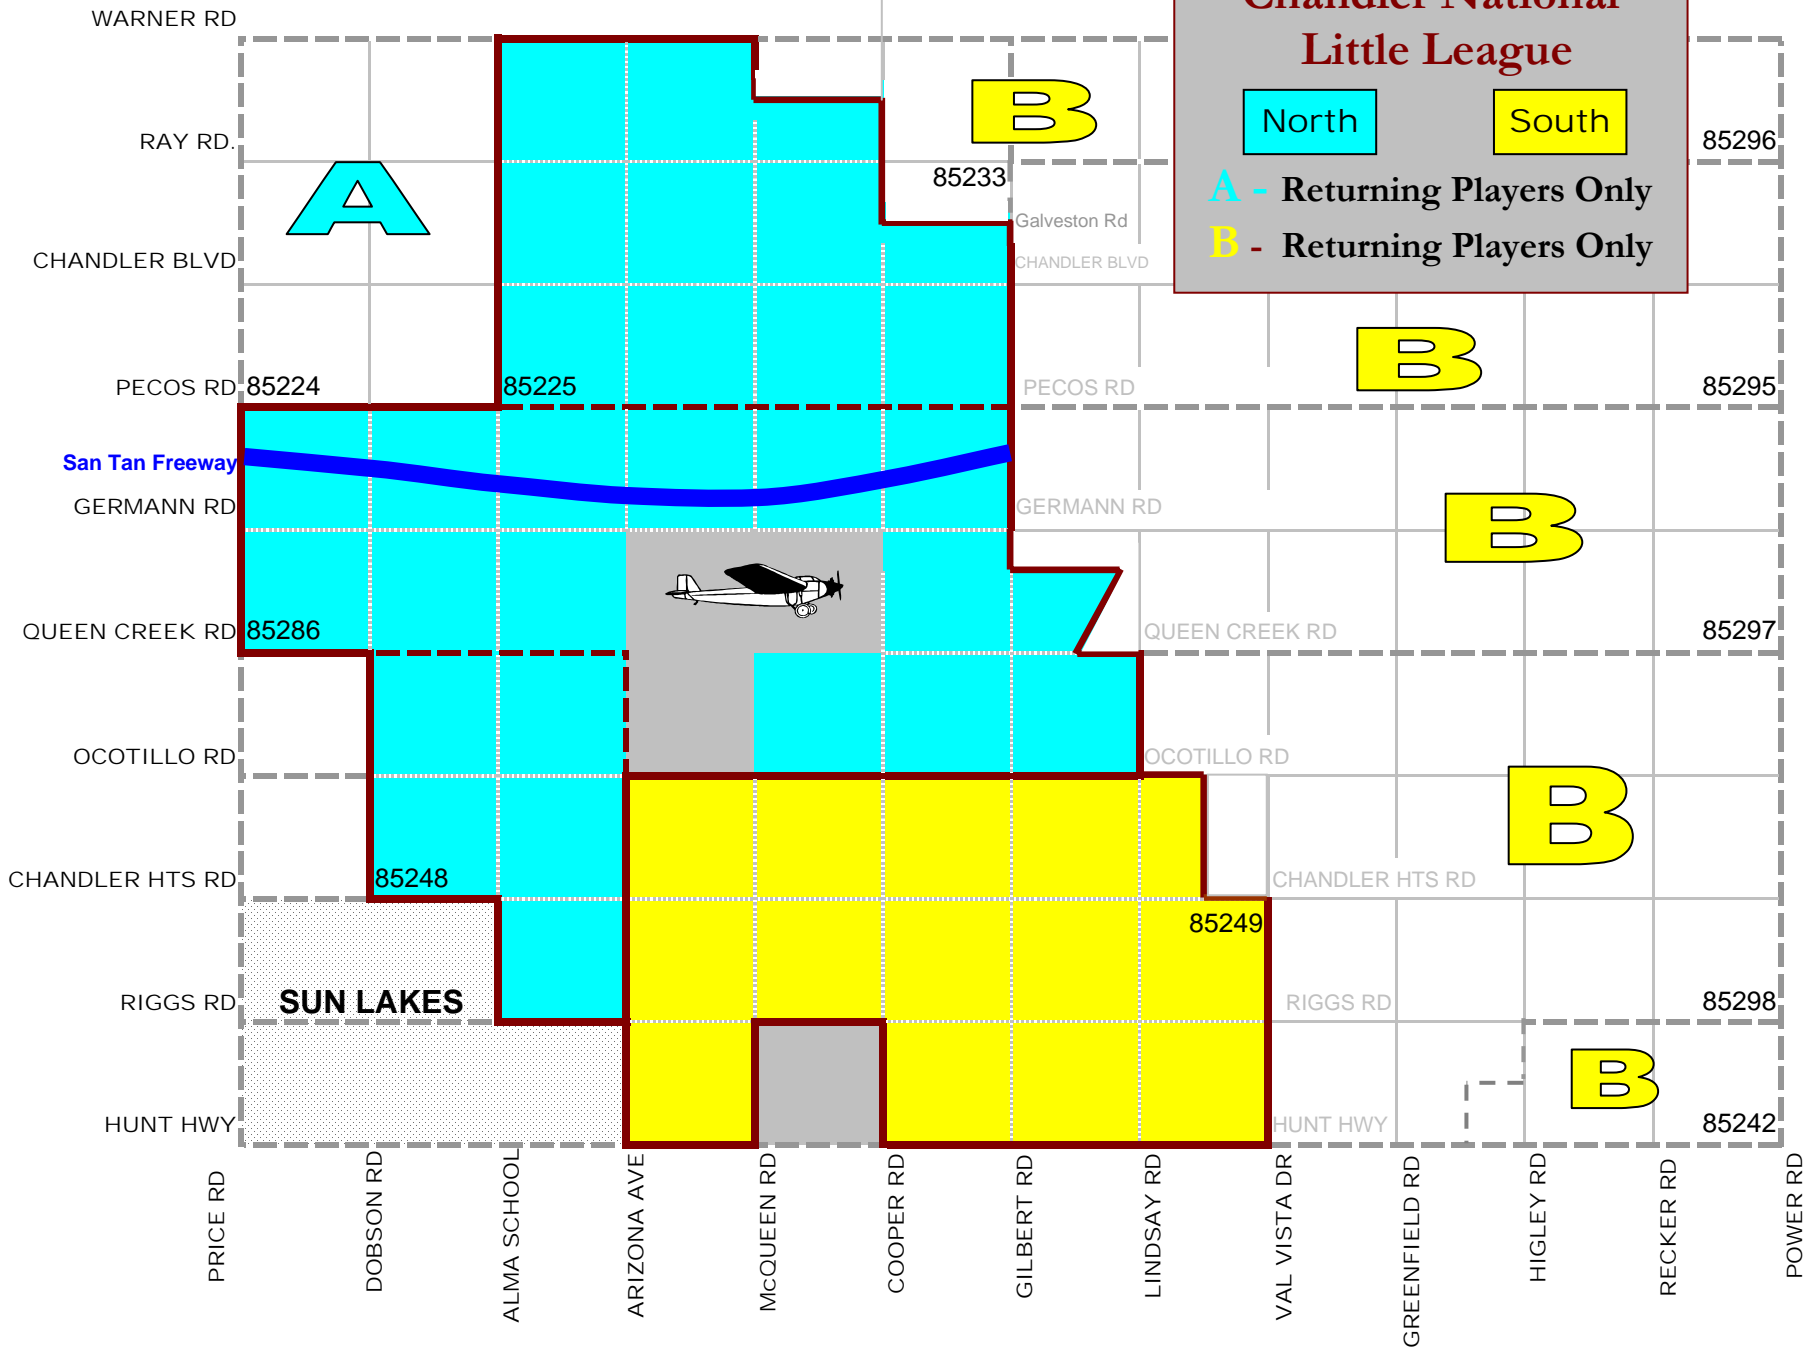 Chandler National
Little League
North
South
A - Returning Players Only
B - Returning Players Only
WARNER RD
B
RAY RD.
85296
A
85233
Galveston Rd
CHANDLER BLVD
CHANDLER BLVD
B
PECOS RD
85224
85225
PECOS RD
85295
San Tan Freeway
GERMANN RD
GERMANN RD
B
QUEEN CREEK RD
85286
QUEEN CREEK RD
85297
OCOTILLO RD
OCOTILLO RD
B
CHANDLER HTS RD
85248
CHANDLER HTS RD
85249
RIGGS RD
SUN LAKES
RIGGS RD
85298
B
HUNT HWY
HUNT HWY
85242
PRICE RD
DOBSON RD
ALMA SCHOOL
ARIZONA AVE
McQUEEN RD
COOPER RD
GILBERT RD
LINDSAY RD
VAL VISTA DR
GREENFIELD RD
HIGLEY RD
RECKER RD
POWER RD